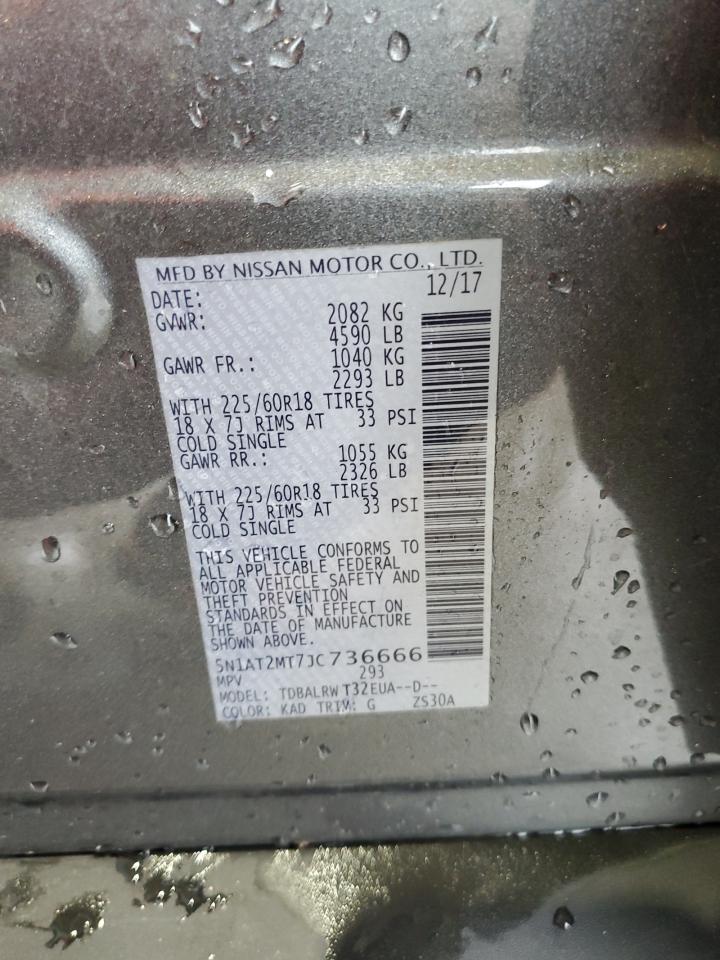 MFD BY NISSAN MOTOR CO., LTD.
DATE: 12/17
GVWR: 2082 KG
4590 LB
GAWR FR.: 1040 KG
2293 LB
WITH 225/60R18 TIRES
18 X 7J RIMS AT 33 PSI
COLD SINGLE
GAWR RR.: 1055 KG
2326 LB
WITH 225/60R18 TIRES
18 X 7J RIMS AT 33 PSI
COLD SINGLE
THIS VEHICLE CONFORMS TO
ALL APPLICABLE FEDERAL
MOTOR VEHICLE SAFETY AND
THEFT PREVENTION
STANDARDS IN EFFECT ON
THE DATE OF MANUFACTURE
SHOWN ABOVE.
5N1AT2MT7JC736666
MPV 293
MODEL: TDBALRW T32EUA--D--
COLOR: KAD TRIM: G ZS30A